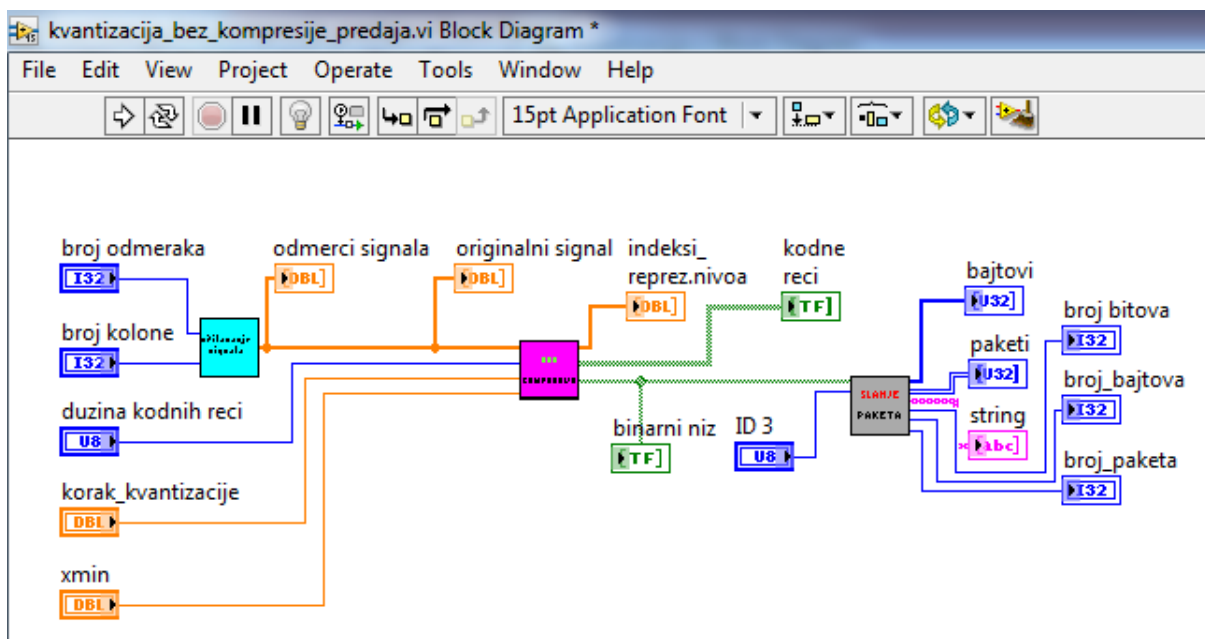 kvantizacija_bez_kompresije_predaja.vi Block Diagram *
File Edit View Project Operate Tools Window Help
15pt Application Font
broj odmeraka
I32
broj kolone
I32
duzina kodnih reci
U8
korak_kvantizacije
DBL
xmin
DBL
signala
odmerci signala
DBL]
originalni signal
DBL]
indeksi_
reprez.nivoa
DBL]
kodne
reci
TF]
binarni niz
TF]
ID 3
U8
SLANJE
PAKETA
bajtovi
U32]
paketi
U32]
string
abc]
broj bitova
I32
broj_bajtova
I32
broj_paketa
I32